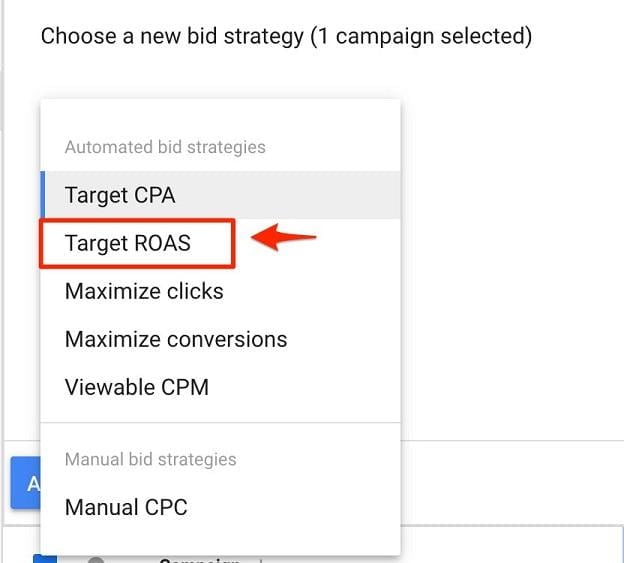 Choose a new bid strategy (1 campaign selected)
Automated bid strategies
Target CPA
Target ROAS
Maximize clicks
Maximize conversions
Viewable CPM
Manual bid strategies
A
Manual CPC
Campaign